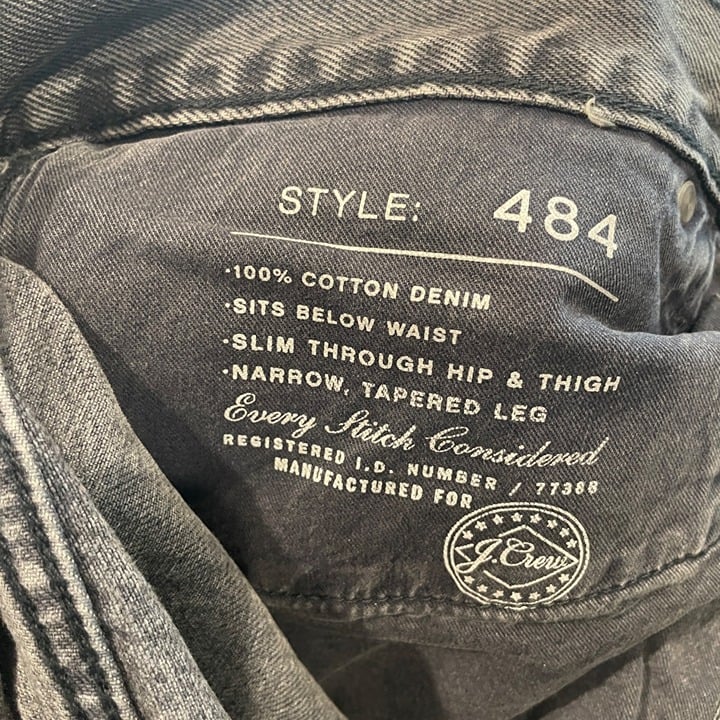 STYLE: 484
·100% COTTON DENIM
·SITS BELOW WAIST
·SLIM THROUGH HIP & THIGH
·NARROW, TAPERED LEG
Every Stitch Considered
REGISTERED I.D. NUMBER / 77388
MANUFACTURED FOR
J.Crew